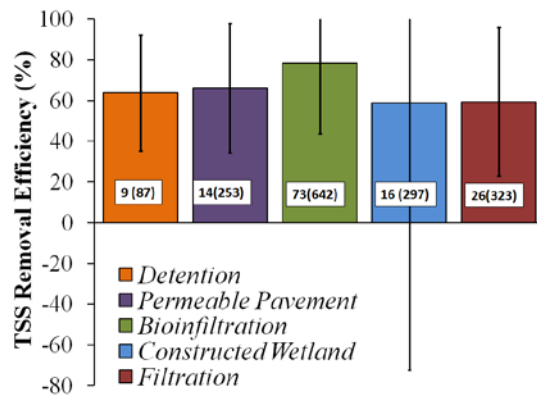 TSS Removal Efficiency (%)
100
80
60
40
20
0
-20
-40
-60
-80
9 (87)
14(253)
73(642)
16 (297)
26(323)
Detention
Permeable Pavement
Bioinfiltration
Constructed Wetland
Filtration